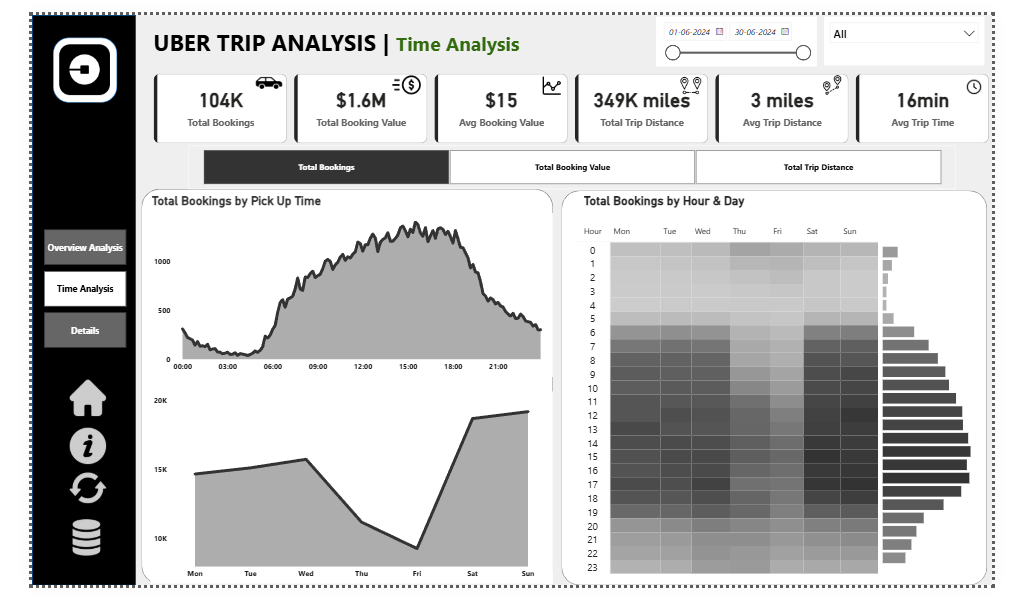 UBER TRIP ANALYSIS | Time Analysis
01-06-2024 30-06-2024
All
104K
Total Bookings
$1.6M
Total Booking Value
$15
Avg Booking Value
349K miles
Total Trip Distance
3 miles
Avg Trip Distance
16min
Avg Trip Time
Total Bookings Total Booking Value Total Trip Distance
Overview Analysis
Time Analysis
Details
Total Bookings by Pick Up Time
1000
500
0
00:00 03:00 06:00 09:00 12:00 15:00 18:00 21:00
20K
15K
10K
Mon Tue Wed Thu Fri Sat Sun
Total Bookings by Hour & Day
Hour Mon Tue Wed Thu Fri Sat Sun
0
1
2
3
4
5
6
7
8
9
10
11
12
13
14
15
16
17
18
19
20
21
22
23